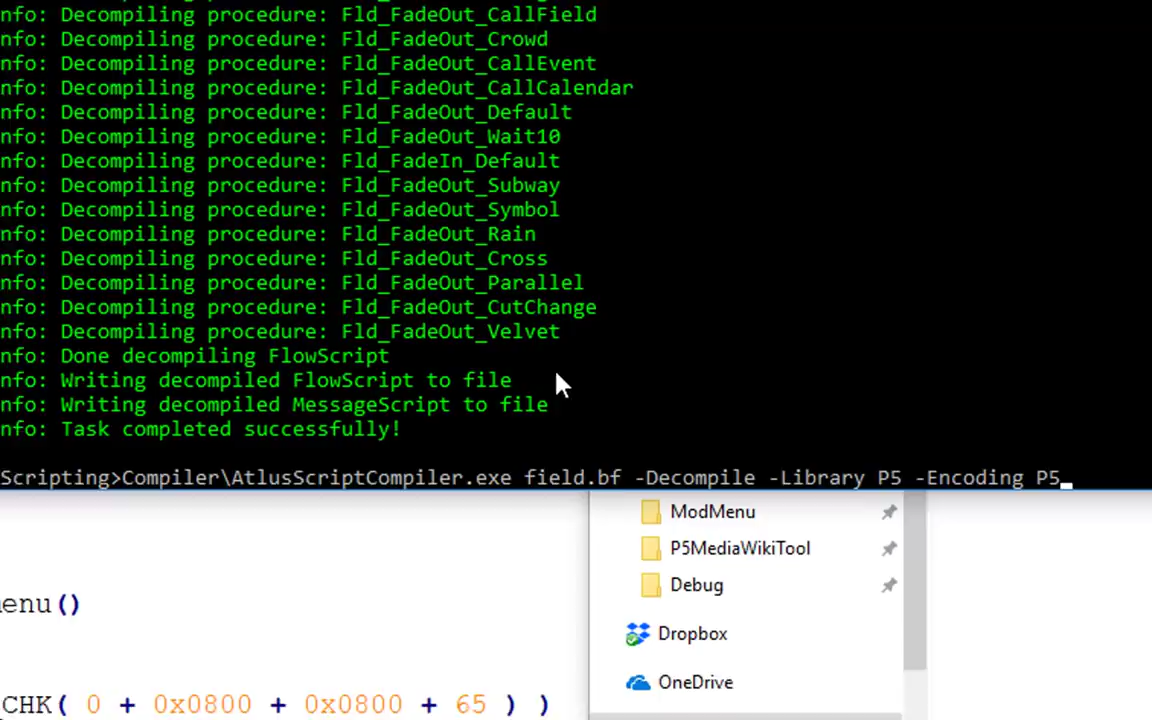 nfo: Decompiling procedure: Fld_FadeOut_CallField
nfo: Decompiling procedure: Fld_FadeOut_Crowd
nfo: Decompiling procedure: Fld_FadeOut_CallEvent
nfo: Decompiling procedure: Fld_FadeOut_CallCalendar
nfo: Decompiling procedure: Fld_FadeOut_Default
nfo: Decompiling procedure: Fld_FadeOut_Wait10
nfo: Decompiling procedure: Fld_FadeIn_Default
nfo: Decompiling procedure: Fld_FadeOut_Subway
nfo: Decompiling procedure: Fld_FadeOut_Symbol
nfo: Decompiling procedure: Fld_FadeOut_Rain
nfo: Decompiling procedure: Fld_FadeOut_Cross
nfo: Decompiling procedure: Fld_FadeOut_Parallel
nfo: Decompiling procedure: Fld_FadeOut_CutChange
nfo: Decompiling procedure: Fld_FadeOut_Velvet
nfo: Done decompiling FlowScript
nfo: Writing decompiled FlowScript to file
nfo: Writing decompiled MessageScript to file
nfo: Task completed successfully!
Scripting>Compiler\AtlusScriptCompiler.exe field.bf -Decompile -Library P5 -Encoding P5
ModMenu
P5MediaWikiTool
Debug
Dropbox
OneDrive
enu()
CHK( 0 + 0x0800 + 0x0800 + 65 ) )